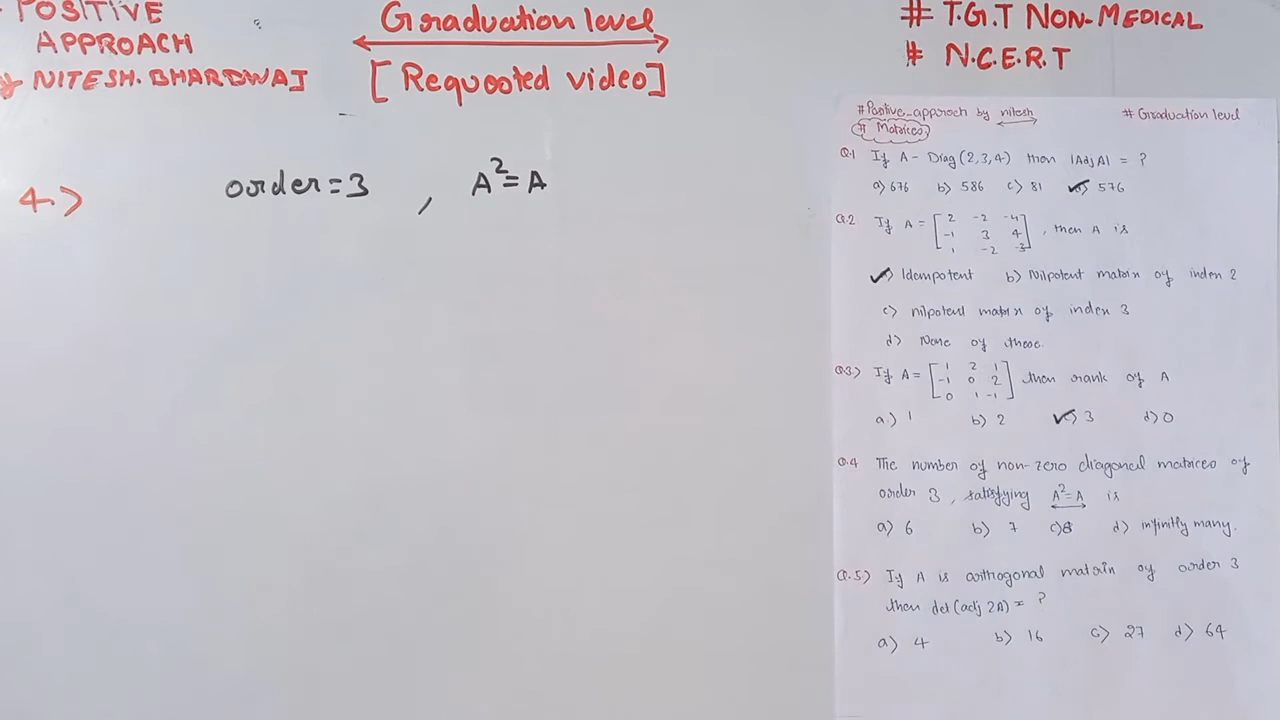 POSITIVE
APPROACH
NITESH.BHARDWAJ
Graduation level
[Requested video]
# T.G.T NON-MEDICAL
# N.C.E.R.T
4.>
order=3 , A²=A
#Positive_approch by nitesh
# Graduation level
# Matrices
Q.1 If A - Diag(2,3,4) then |AdjA| = ?
a) 676 b) 586 c) 81 d) 576
Q.2 If A = [2 -2 -4
-1 3 4
1 -2 -3] , then A is
a) Idempotent b) Nilpotent matrix of index 2
c) nilpotent matrix of index 3
d) None of these.
Q.3) If A = [1 2 1
-1 0 2
0 1 -1] then rank of A
a.) 1 b) 2 c) 3 d) 0
Q.4 The number of non-zero diagonal matrices of
order 3, satisfying A²=A is
a) 6 b) 7 c) 8 d) infinitly many.
Q.5.) If A is orthogonal matrix of order 3
then det(adj 2A) = ?
a) 4 b) 16 c) 27 d) 64